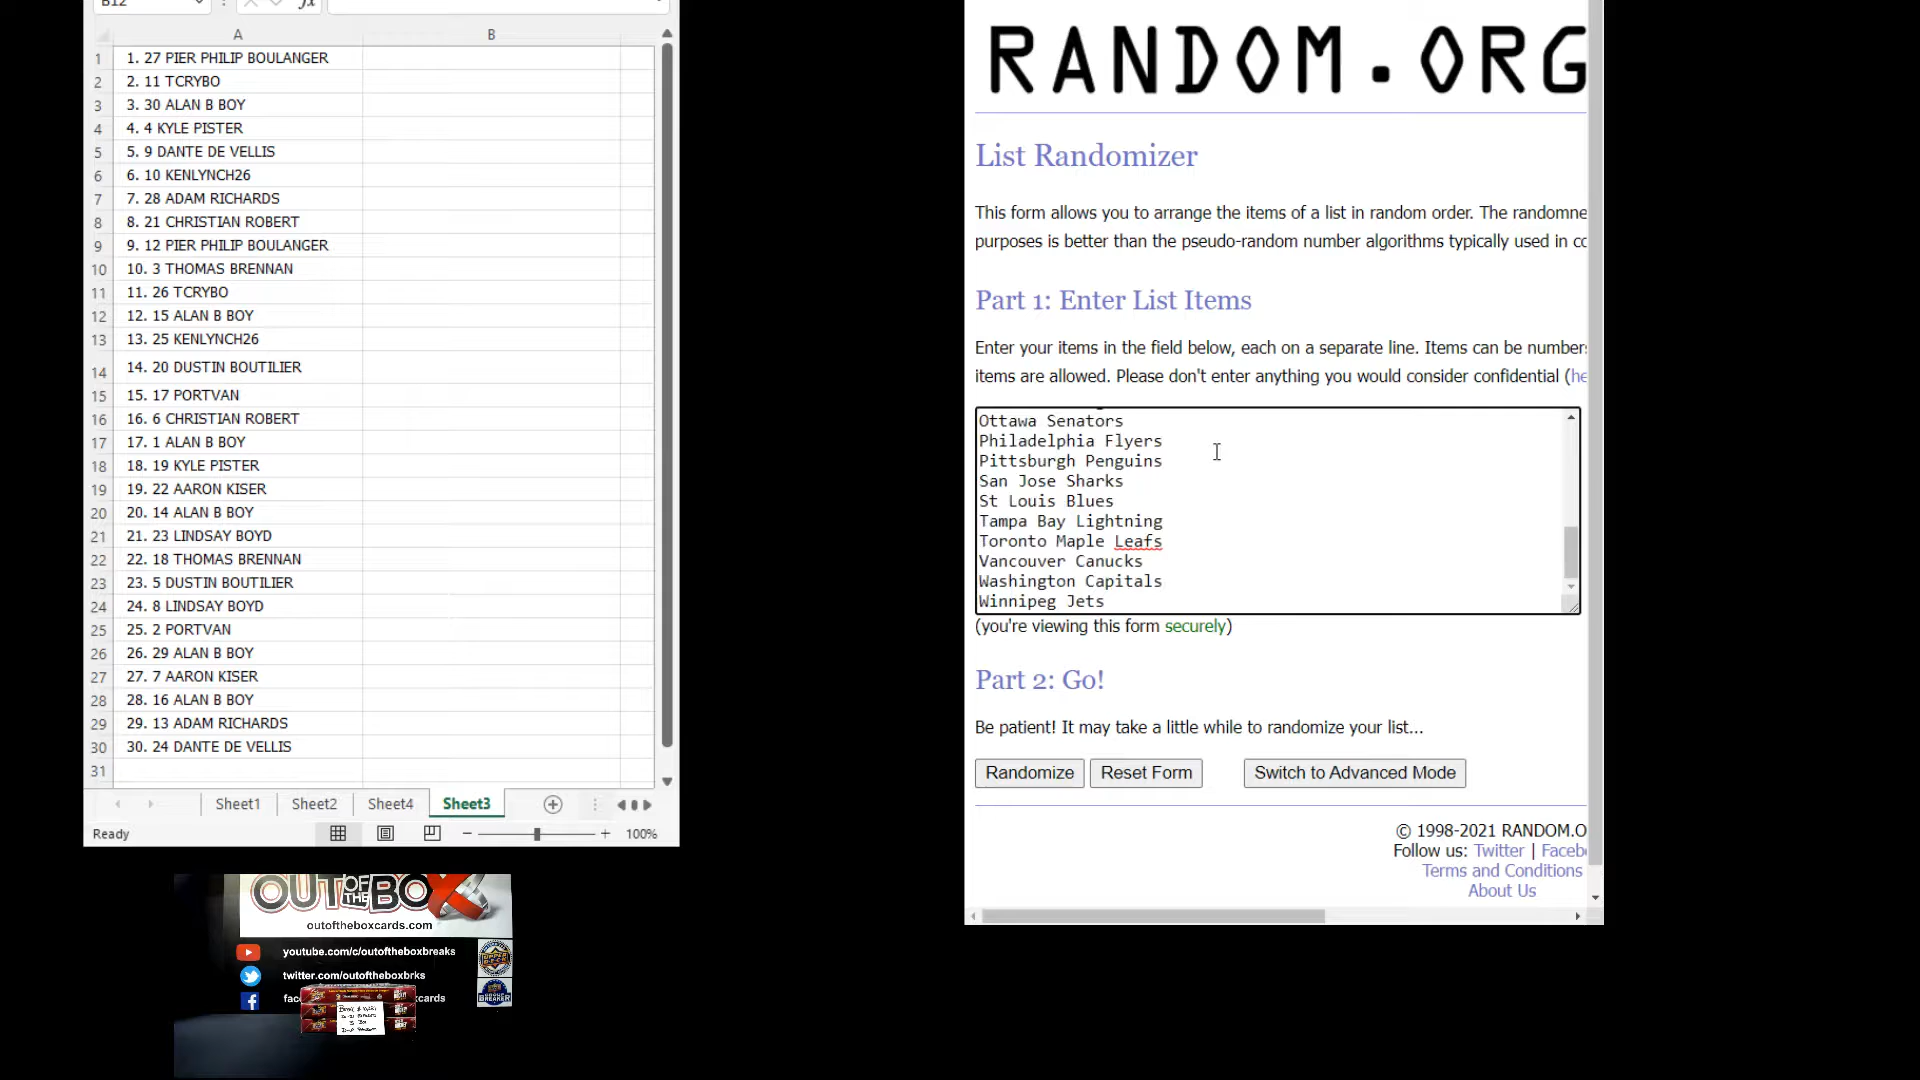 B12
A B
1 1. 27 PIER PHILIP BOULANGER
2 2. 11 TCRYBO
3 3. 30 ALAN B BOY
4 4. 4 KYLE PISTER
5 5. 9 DANTE DE VELLIS
6 6. 10 KENLYNCH26
7 7. 28 ADAM RICHARDS
8 8. 21 CHRISTIAN ROBERT
9 9. 12 PIER PHILIP BOULANGER
10 10. 3 THOMAS BRENNAN
11 11. 26 TCRYBO
12 12. 15 ALAN B BOY
13 13. 25 KENLYNCH26
14 14. 20 DUSTIN BOUTILIER
15 15. 17 PORTVAN
16 16. 6 CHRISTIAN ROBERT
17 17. 1 ALAN B BOY
18 18. 19 KYLE PISTER
19 19. 22 AARON KISER
20 20. 14 ALAN B BOY
21 21. 23 LINDSAY BOYD
22 22. 18 THOMAS BRENNAN
23 23. 5 DUSTIN BOUTILIER
24 24. 8 LINDSAY BOYD
25 25. 2 PORTVAN
26 26. 29 ALAN B BOY
27 27. 7 AARON KISER
28 28. 16 ALAN B BOY
29 29. 13 ADAM RICHARDS
30 30. 24 DANTE DE VELLIS
31
Sheet1 Sheet2 Sheet4 Sheet3
Ready 100%
OUT OF THE BOX
outoftheboxcards.com
youtube.com/c/outoftheboxbreaks
twitter.com/outoftheboxbrks
cards
RANDOM.ORG
List Randomizer
This form allows you to arrange the items of a list in random order. The randomne
purposes is better than the pseudo-random number algorithms typically used in co
Part 1: Enter List Items
Enter your items in the field below, each on a separate line. Items can be number
items are allowed. Please don't enter anything you would consider confidential (he
Ottawa Senators
Philadelphia Flyers
Pittsburgh Penguins
San Jose Sharks
St Louis Blues
Tampa Bay Lightning
Toronto Maple Leafs
Vancouver Canucks
Washington Capitals
Winnipeg Jets
(you're viewing this form securely)
Part 2: Go!
Be patient! It may take a little while to randomize your list...
Randomize Reset Form Switch to Advanced Mode
© 1998-2021 RANDOM.O
Follow us: Twitter | Faceb
Terms and Conditions
About Us